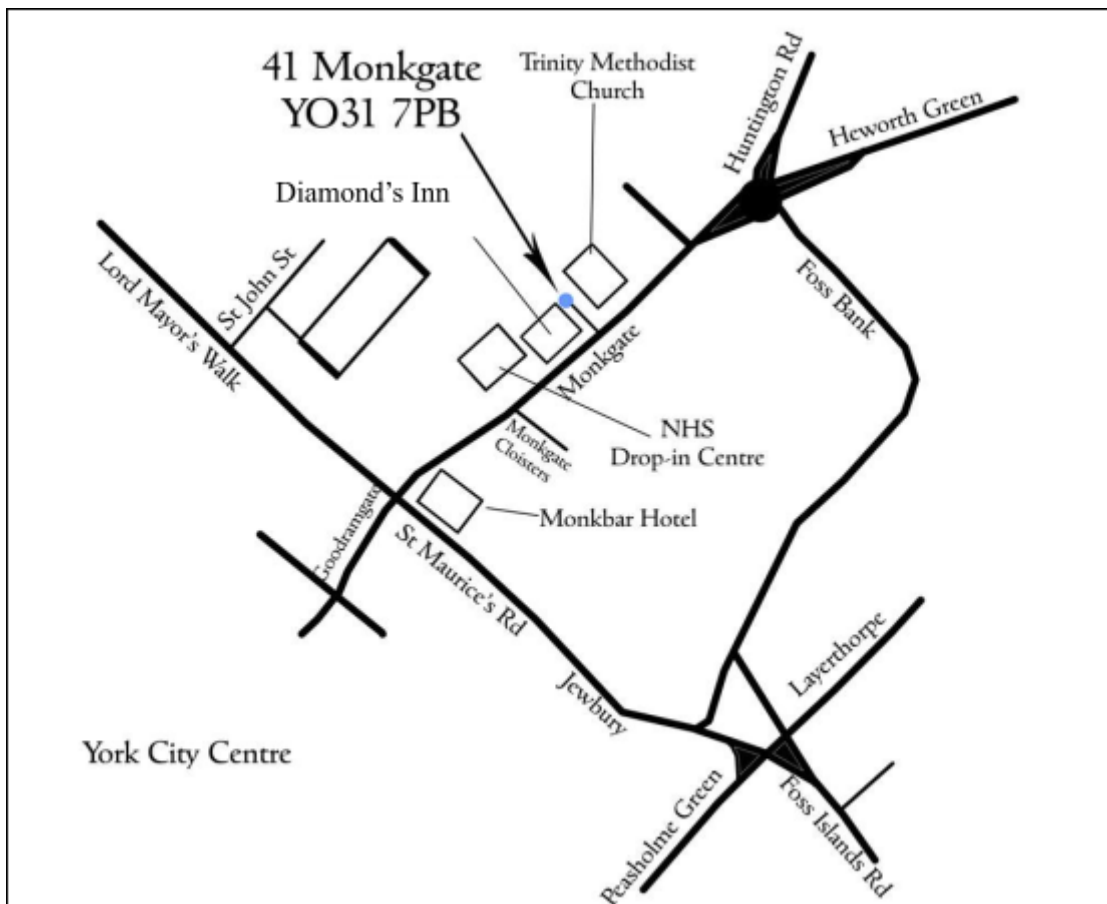 41 Monkgate
YO31 7PB
Trinity Methodist
Church
Huntington Rd
Heworth Green
Diamond's Inn
St John St
Lord Mayor's Walk
Foss Bank
Monkgate
Monkgate
Cloisters
NHS
Drop-in Centre
Goodramgate
Monkbar Hotel
St Maurice's Rd
Layerthorpe
Jewbury
York City Centre
Peasholme Green
Foss Islands Rd